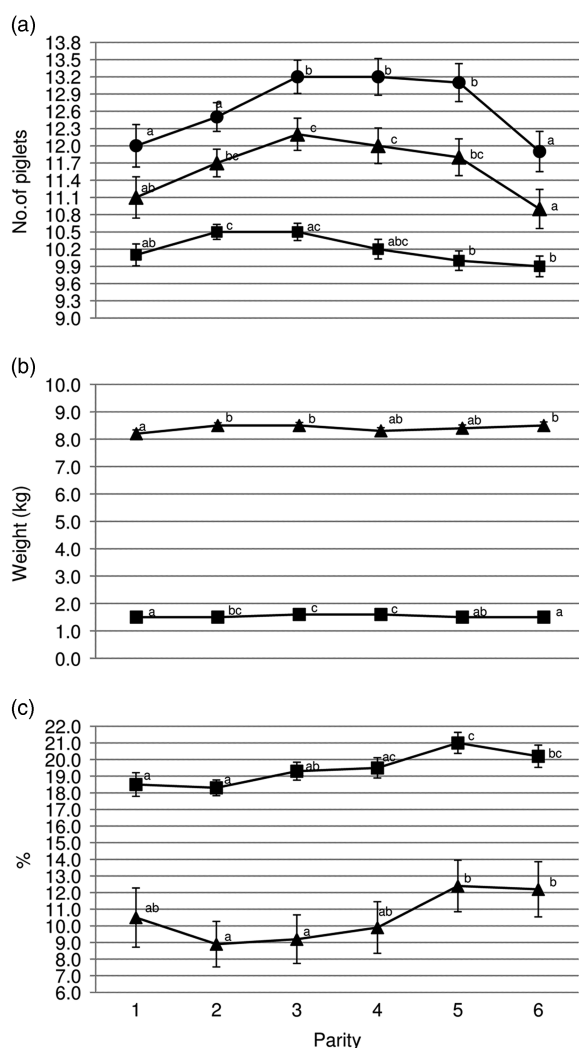 (a)
No.of piglets
13.8
13.5
13.2
12.9
12.6
12.3
12.0
11.7
11.4
11.1
10.8
10.5
10.2
9.9
9.6
9.3
9.0
a
a
b
b
b
a
ab
bc
c
c
bc
a
ab
c
ac
abc
b
b
(b)
Weight (kg)
10.0
9.0
8.0
7.0
6.0
5.0
4.0
3.0
2.0
1.0
0.0
a
b
b
ab
ab
b
a
bc
c
c
ab
a
(c)
%
22.0
21.0
20.0
19.0
18.0
17.0
16.0
15.0
14.0
13.0
12.0
11.0
10.0
9.0
8.0
7.0
6.0
a
a
ab
ac
c
bc
ab
a
a
ab
b
b
1 2 3 4 5 6
Parity